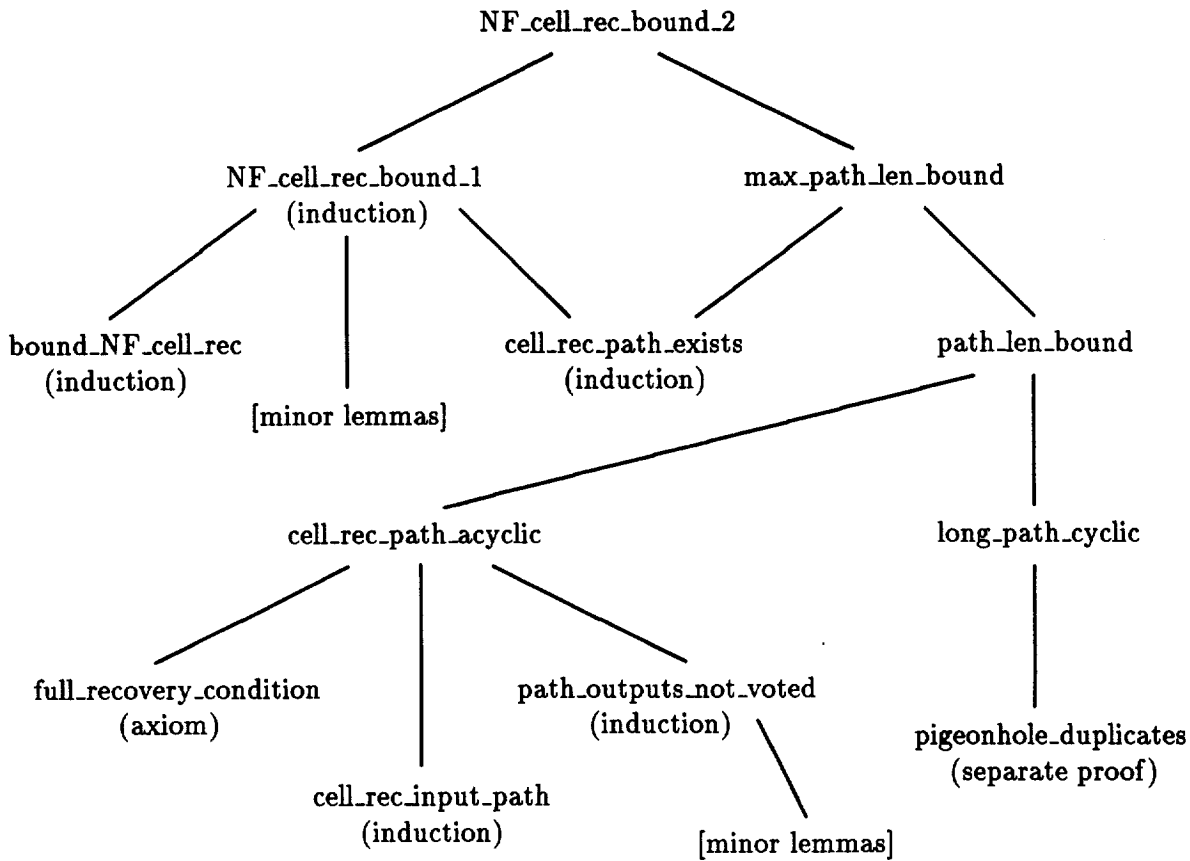 NF_cell_rec_bound_2
NF_cell_rec_bound_1
(induction)
max_path_len_bound
bound_NF_cell_rec
(induction)
[minor lemmas]
cell_rec_path_exists
(induction)
path_len_bound
cell_rec_path_acyclic
long_path_cyclic
full_recovery_condition
(axiom)
cell_rec_input_path
(induction)
path_outputs_not_voted
(induction)
[minor lemmas]
pigeonhole_duplicates
(separate proof)